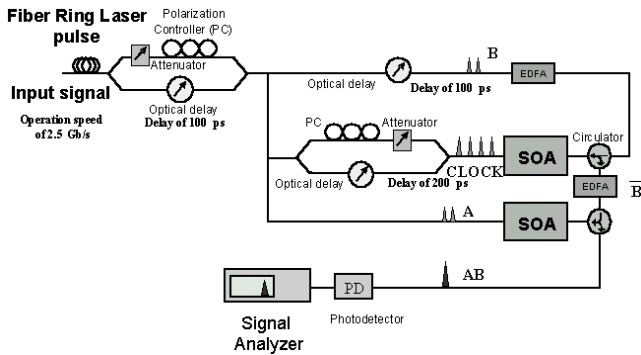 Fiber Ring Laser
pulse
Polarization
Controller (PC)
Attenuator
Input signal
Operation speed
of 2.5 Gb/s
Optical delay
Delay of 100 ps
Optical delay
Delay of 100 ps
B
EDFA
PC
Attenuator
Optical delay
Delay of 200 ps
CLOCK
SOA
Circulator
EDFA
B
A
SOA
AB
PD
Photodetector
Signal
Analyzer